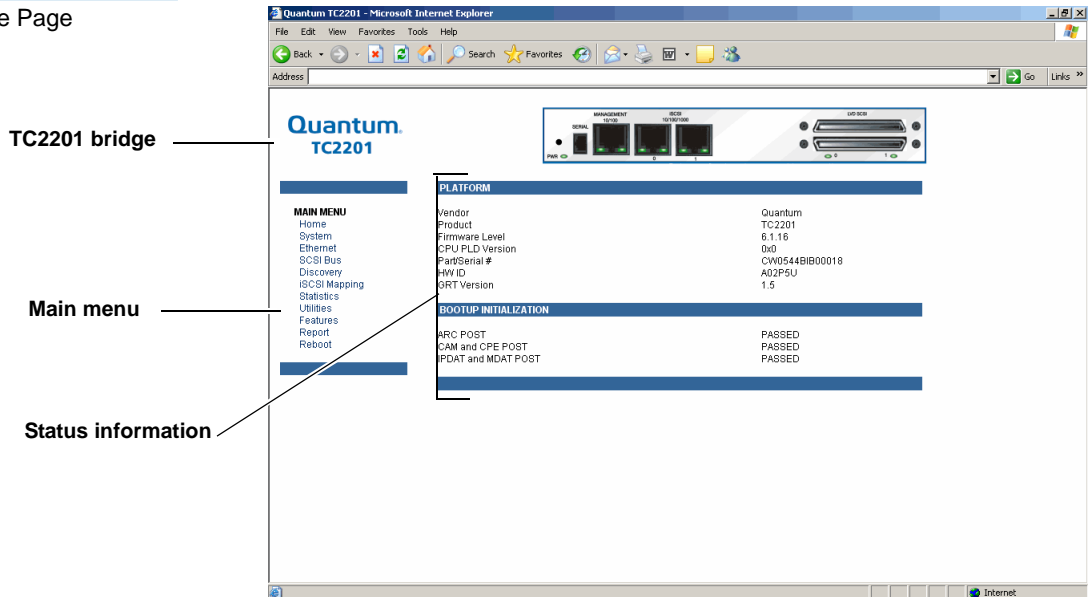 e Page
Quantum TC2201 - Microsoft Internet Explorer
File Edit View Favorites Tools Help
Back Search Favorites
Address Go Links »
TC2201 bridge
Quantum.
TC2201
MANAGEMENT
10/100
iSCSI
10/100/1000
LVD SCSI
SERIAL
PWR
0 1
0 1
PLATFORM
Vendor Quantum
Product TC2201
Firmware Level 6.1.16
CPU PLD Version 0x0
Part/Serial # CW0544BIB00018
HW ID A02P5U
GRT Version 1.5
MAIN MENU
Home
System
Ethernet
SCSI Bus
Discovery
iSCSI Mapping
Statistics
Utilities
Features
Report
Reboot
Main menu
BOOTUP INITIALIZATION
ARC POST PASSED
CAM and CPE POST PASSED
IPDAT and MDAT POST PASSED
Status information
Internet